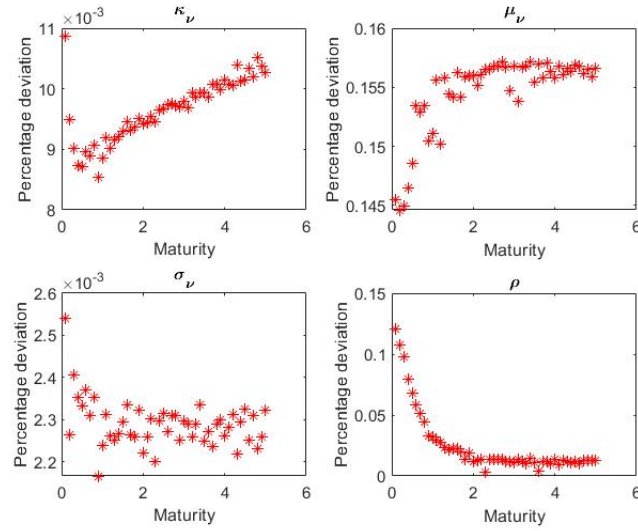 κν
×10⁻³
11
10
9
8
Percentage deviation
0 2 4 6
Maturity
μν
0.16
0.155
0.15
0.145
Percentage deviation
0 2 4 6
Maturity
σν
×10⁻³
2.6
2.5
2.4
2.3
2.2
Percentage deviation
0 2 4 6
Maturity
ρ
0.15
0.1
0.05
0
Percentage deviation
0 2 4 6
Maturity